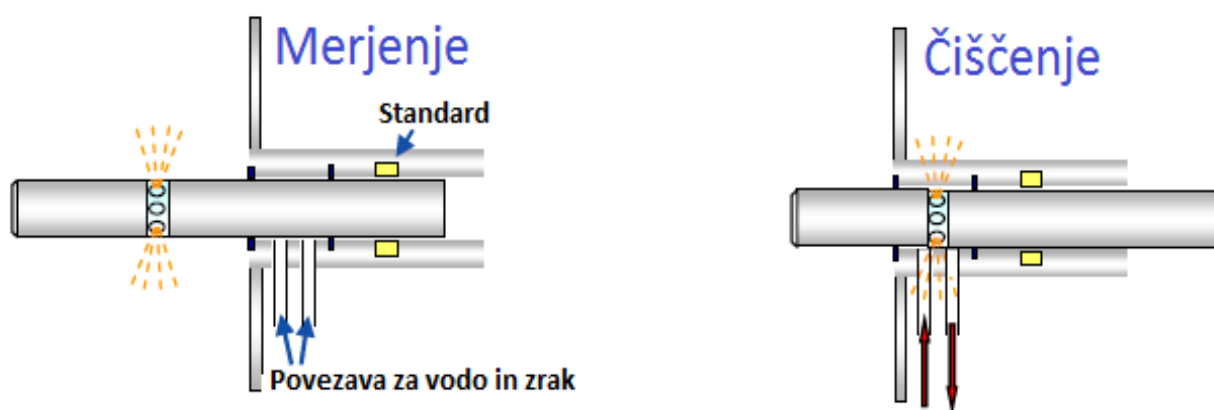 Merjenje
Čiščenje
Standard
Povezava za vodo in zrak